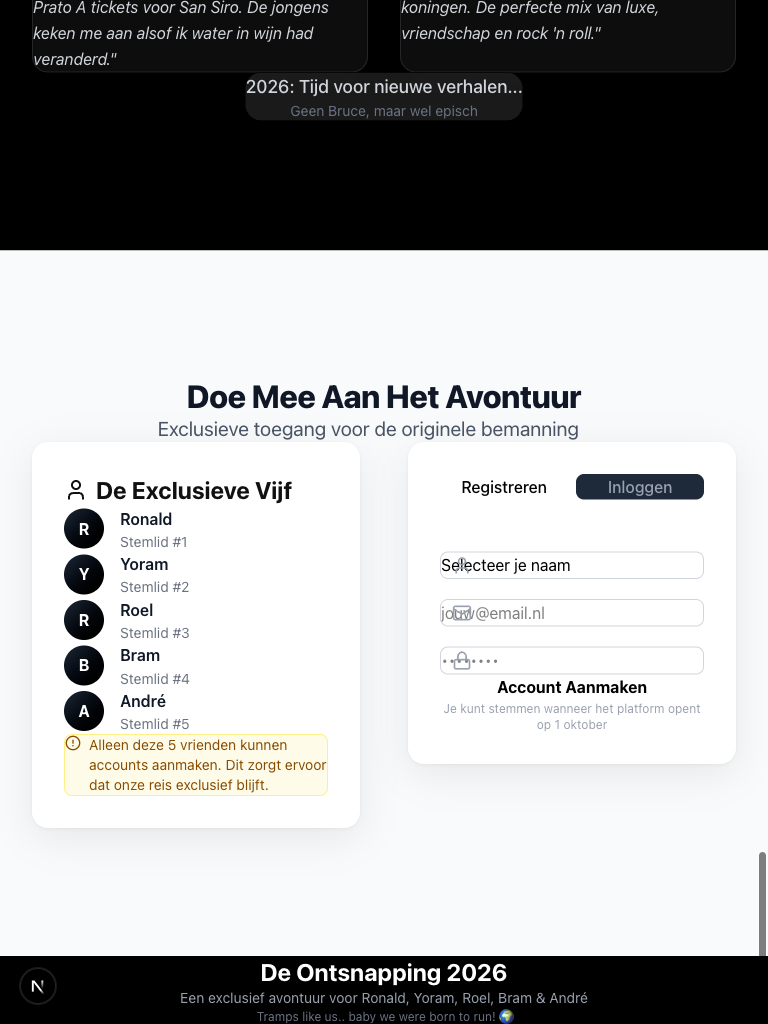 Prato A tickets voor San Siro. De jongens
keken me aan alsof ik water in wijn had
veranderd."
koningen. De perfecte mix van luxe,
vriendschap en rock 'n roll."
2026: Tijd voor nieuwe verhalen...
Geen Bruce, maar wel episch
Doe Mee Aan Het Avontuur
Exclusieve toegang voor de originele bemanning
De Exclusieve Vijf
R
Ronald
Stemlid #1
Y
Yoram
Stemlid #2
R
Roel
Stemlid #3
B
Bram
Stemlid #4
A
André
Stemlid #5
Alleen deze 5 vrienden kunnen
accounts aanmaken. Dit zorgt ervoor
dat onze reis exclusief blijft.
Registreren
Inloggen
Selecteer je naam
jouw@email.nl
••••••••
Account Aanmaken
Je kunt stemmen wanneer het platform opent
op 1 oktober
N
De Ontsnapping 2026
Een exclusief avontuur voor Ronald, Yoram, Roel, Bram & André
Tramps like us.. baby we were born to run! 🌍